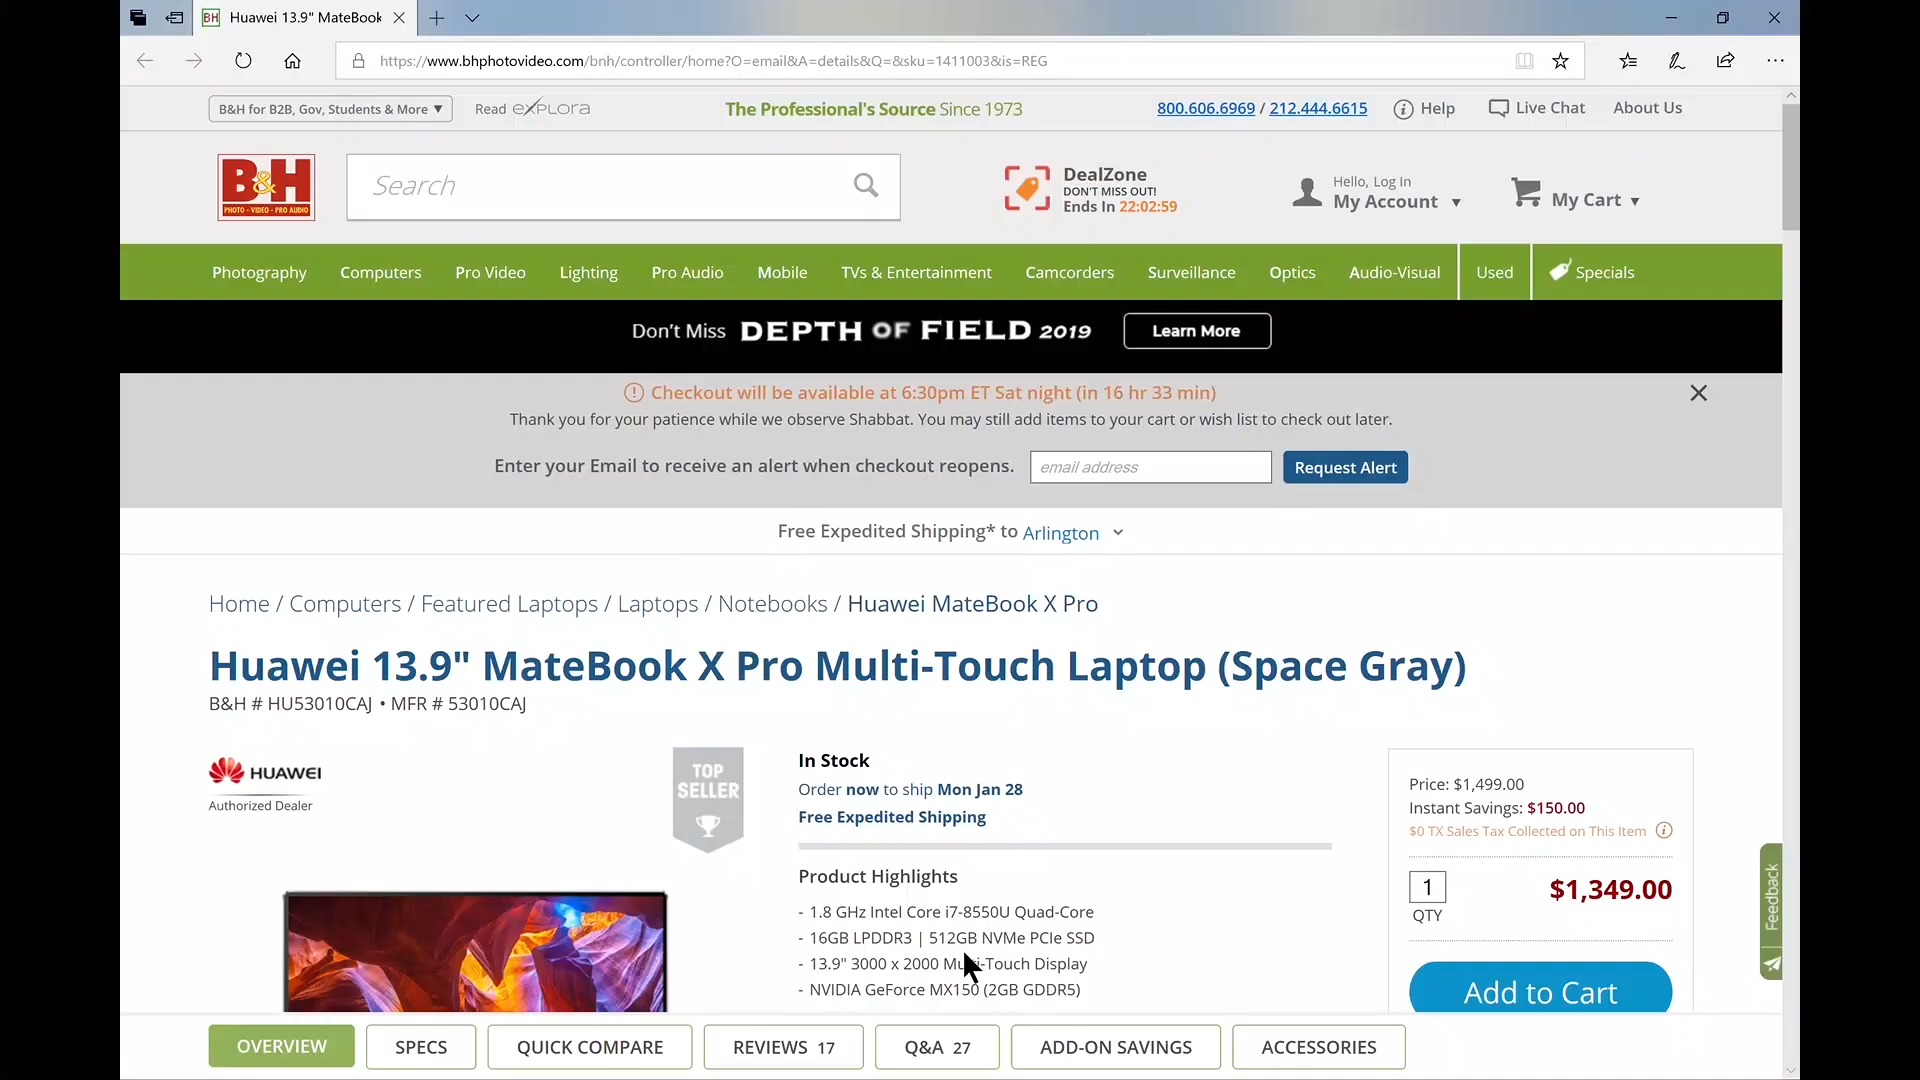 Huawei 13.9" MateBook
https://www.bhphotovideo.com/bnh/controller/home?O=email&A=details&Q=&sku=1411003&is=REG
B&H for B2B, Gov, Students & More ▼ Read eXPLORA The Professional's Source Since 1973 800.606.6969 / 212.444.6615 Help Live Chat About Us
B&H
PHOTO - VIDEO - PRO AUDIO
Search
DealZone
DON'T MISS OUT!
Ends In 22:02:59
Hello, Log In
My Account ▼
My Cart ▼
Photography Computers Pro Video Lighting Pro Audio Mobile TVs & Entertainment Camcorders Surveillance Optics Audio-Visual Used Specials
Don't Miss DEPTH OF FIELD 2019 Learn More
Checkout will be available at 6:30pm ET Sat night (in 16 hr 33 min)
Thank you for your patience while we observe Shabbat. You may still add items to your cart or wish list to check out later.
Enter your Email to receive an alert when checkout reopens. email address Request Alert
Free Expedited Shipping* to Arlington
Home / Computers / Featured Laptops / Laptops / Notebooks / Huawei MateBook X Pro
Huawei 13.9" MateBook X Pro Multi-Touch Laptop (Space Gray)
B&H # HU53010CAJ • MFR # 53010CAJ
HUAWEI
Authorized Dealer
TOP
SELLER
In Stock
Order now to ship Mon Jan 28
Free Expedited Shipping
Product Highlights
- 1.8 GHz Intel Core i7-8550U Quad-Core
- 16GB LPDDR3 | 512GB NVMe PCIe SSD
- 13.9" 3000 x 2000 Multi-Touch Display
- NVIDIA GeForce MX150 (2GB GDDR5)
Price: $1,499.00
Instant Savings: $150.00
$0 TX Sales Tax Collected on This Item
1
QTY
$1,349.00
Add to Cart
Feedback
OVERVIEW SPECS QUICK COMPARE REVIEWS 17 Q&A 27 ADD-ON SAVINGS ACCESSORIES